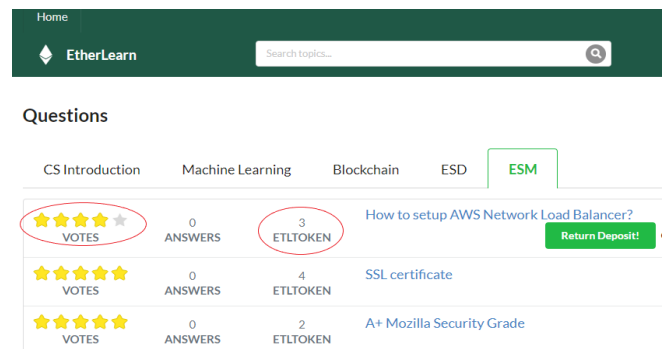 Home
EtherLearn
Search topics...
Questions
CS Introduction Machine Learning Blockchain ESD ESM
How to setup AWS Network Load Balancer?
0 3
VOTES ANSWERS ETLTOKEN
Return Deposit!
0 4 SSL certificate
VOTES ANSWERS ETLTOKEN
0 2 A+ Mozilla Security Grade
VOTES ANSWERS ETLTOKEN